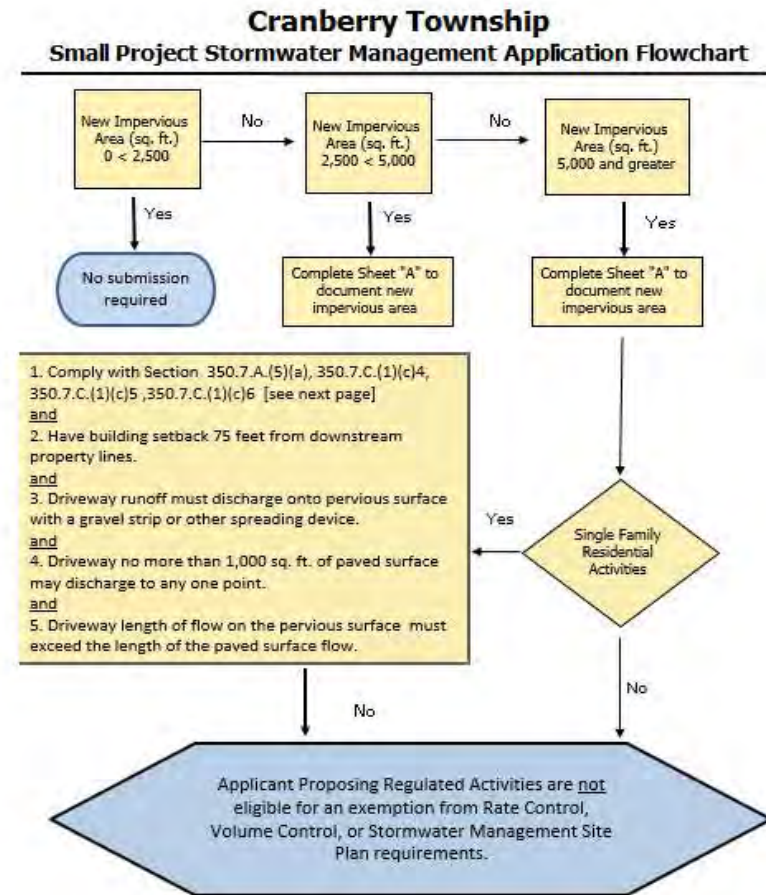 Cranberry Township
Small Project Stormwater Management Application Flowchart
New Impervious
Area (sq. ft.)
0 < 2,500
No
New Impervious
Area (sq. ft.)
2,500 < 5,000
No
New Impervious
Area (sq. ft.)
5,000 and greater
Yes
Yes
Yes
No submission
required
Complete Sheet "A" to
document new
impervious area
Complete Sheet "A" to
document new
impervious area
1. Comply with Section 350.7.A.(5)(a), 350.7.C.(1)(c)4,
350.7.C.(1)(c)5 ,350.7.C.(1)(c)6 [see next page]
and
2. Have building setback 75 feet from downstream
property lines.
and
3. Driveway runoff must discharge onto pervious surface
with a gravel strip or other spreading device.
and
4. Driveway no more than 1,000 sq. ft. of paved surface
may discharge to any one point.
and
5. Driveway length of flow on the pervious surface must
exceed the length of the paved surface flow.
Yes
Single Family
Residential
Activities
No
No
Applicant Proposing Regulated Activities are not
eligible for an exemption from Rate Control,
Volume Control, or Stormwater Management Site
Plan requirements.